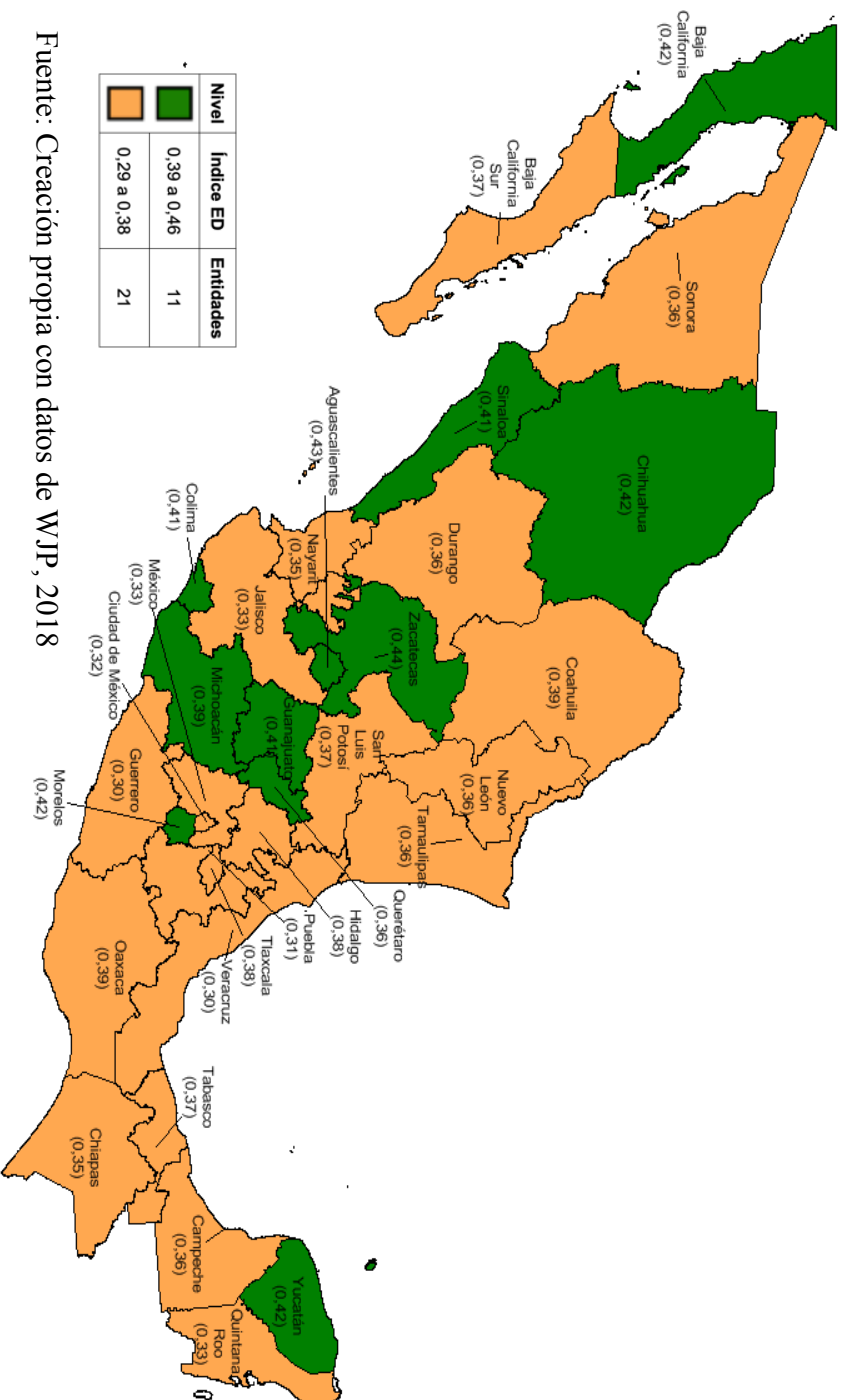 Baja
California
(0,42)
Baja
California
Sur
(0,37)
Sonora
(0,36)
Chihuahua
(0,42)
Sinaloa
(0,41)
Durango
(0,36)
Coahuila
(0,39)
Nuevo
León
(0,36)
Tamaulipas
(0,36)
Zacatecas
(0,44)
San
Luis
Potosí
(0,37)
Aguascalientes
(0,43)
Nayarit
(0,35)
Jalisco
(0,33)
Guanajuato
(0,41)
Querétaro
(0,36)
Hidalgo
(0,38)
Puebla
(0,31)
Tlaxcala
(0,38)
Veracruz
(0,30)
Colima
(0,41)
Michoacán
(0,39)
México
(0,33)
Ciudad de México
(0,32)
Guerrero
(0,30)
Morelos
(0,42)
Oaxaca
(0,39)
Tabasco
(0,37)
Chiapas
(0,35)
Campeche
(0,36)
Yucatán
(0,42)
Quintana
Roo
(0,33)
Nivel Índice ED Entidades
0,39 a 0,46 11
0,29 a 0,38 21
Fuente: Creación propia con datos de WJP, 2018